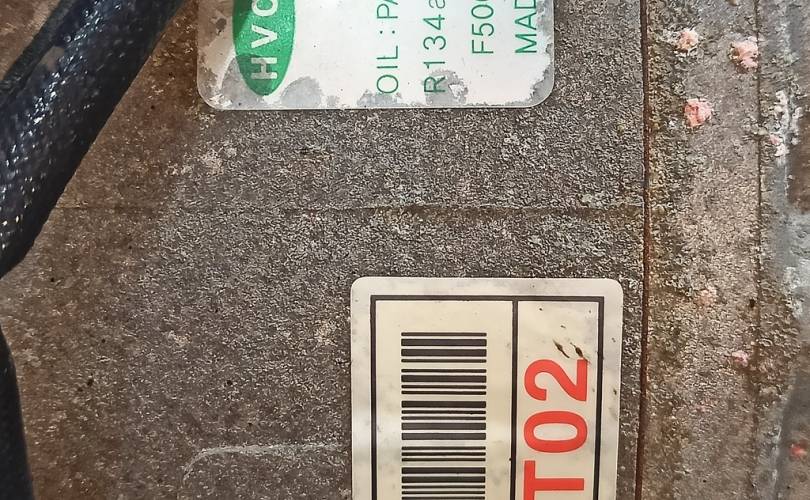 HVC
OIL : PA
R134a
F50
MAD
T02